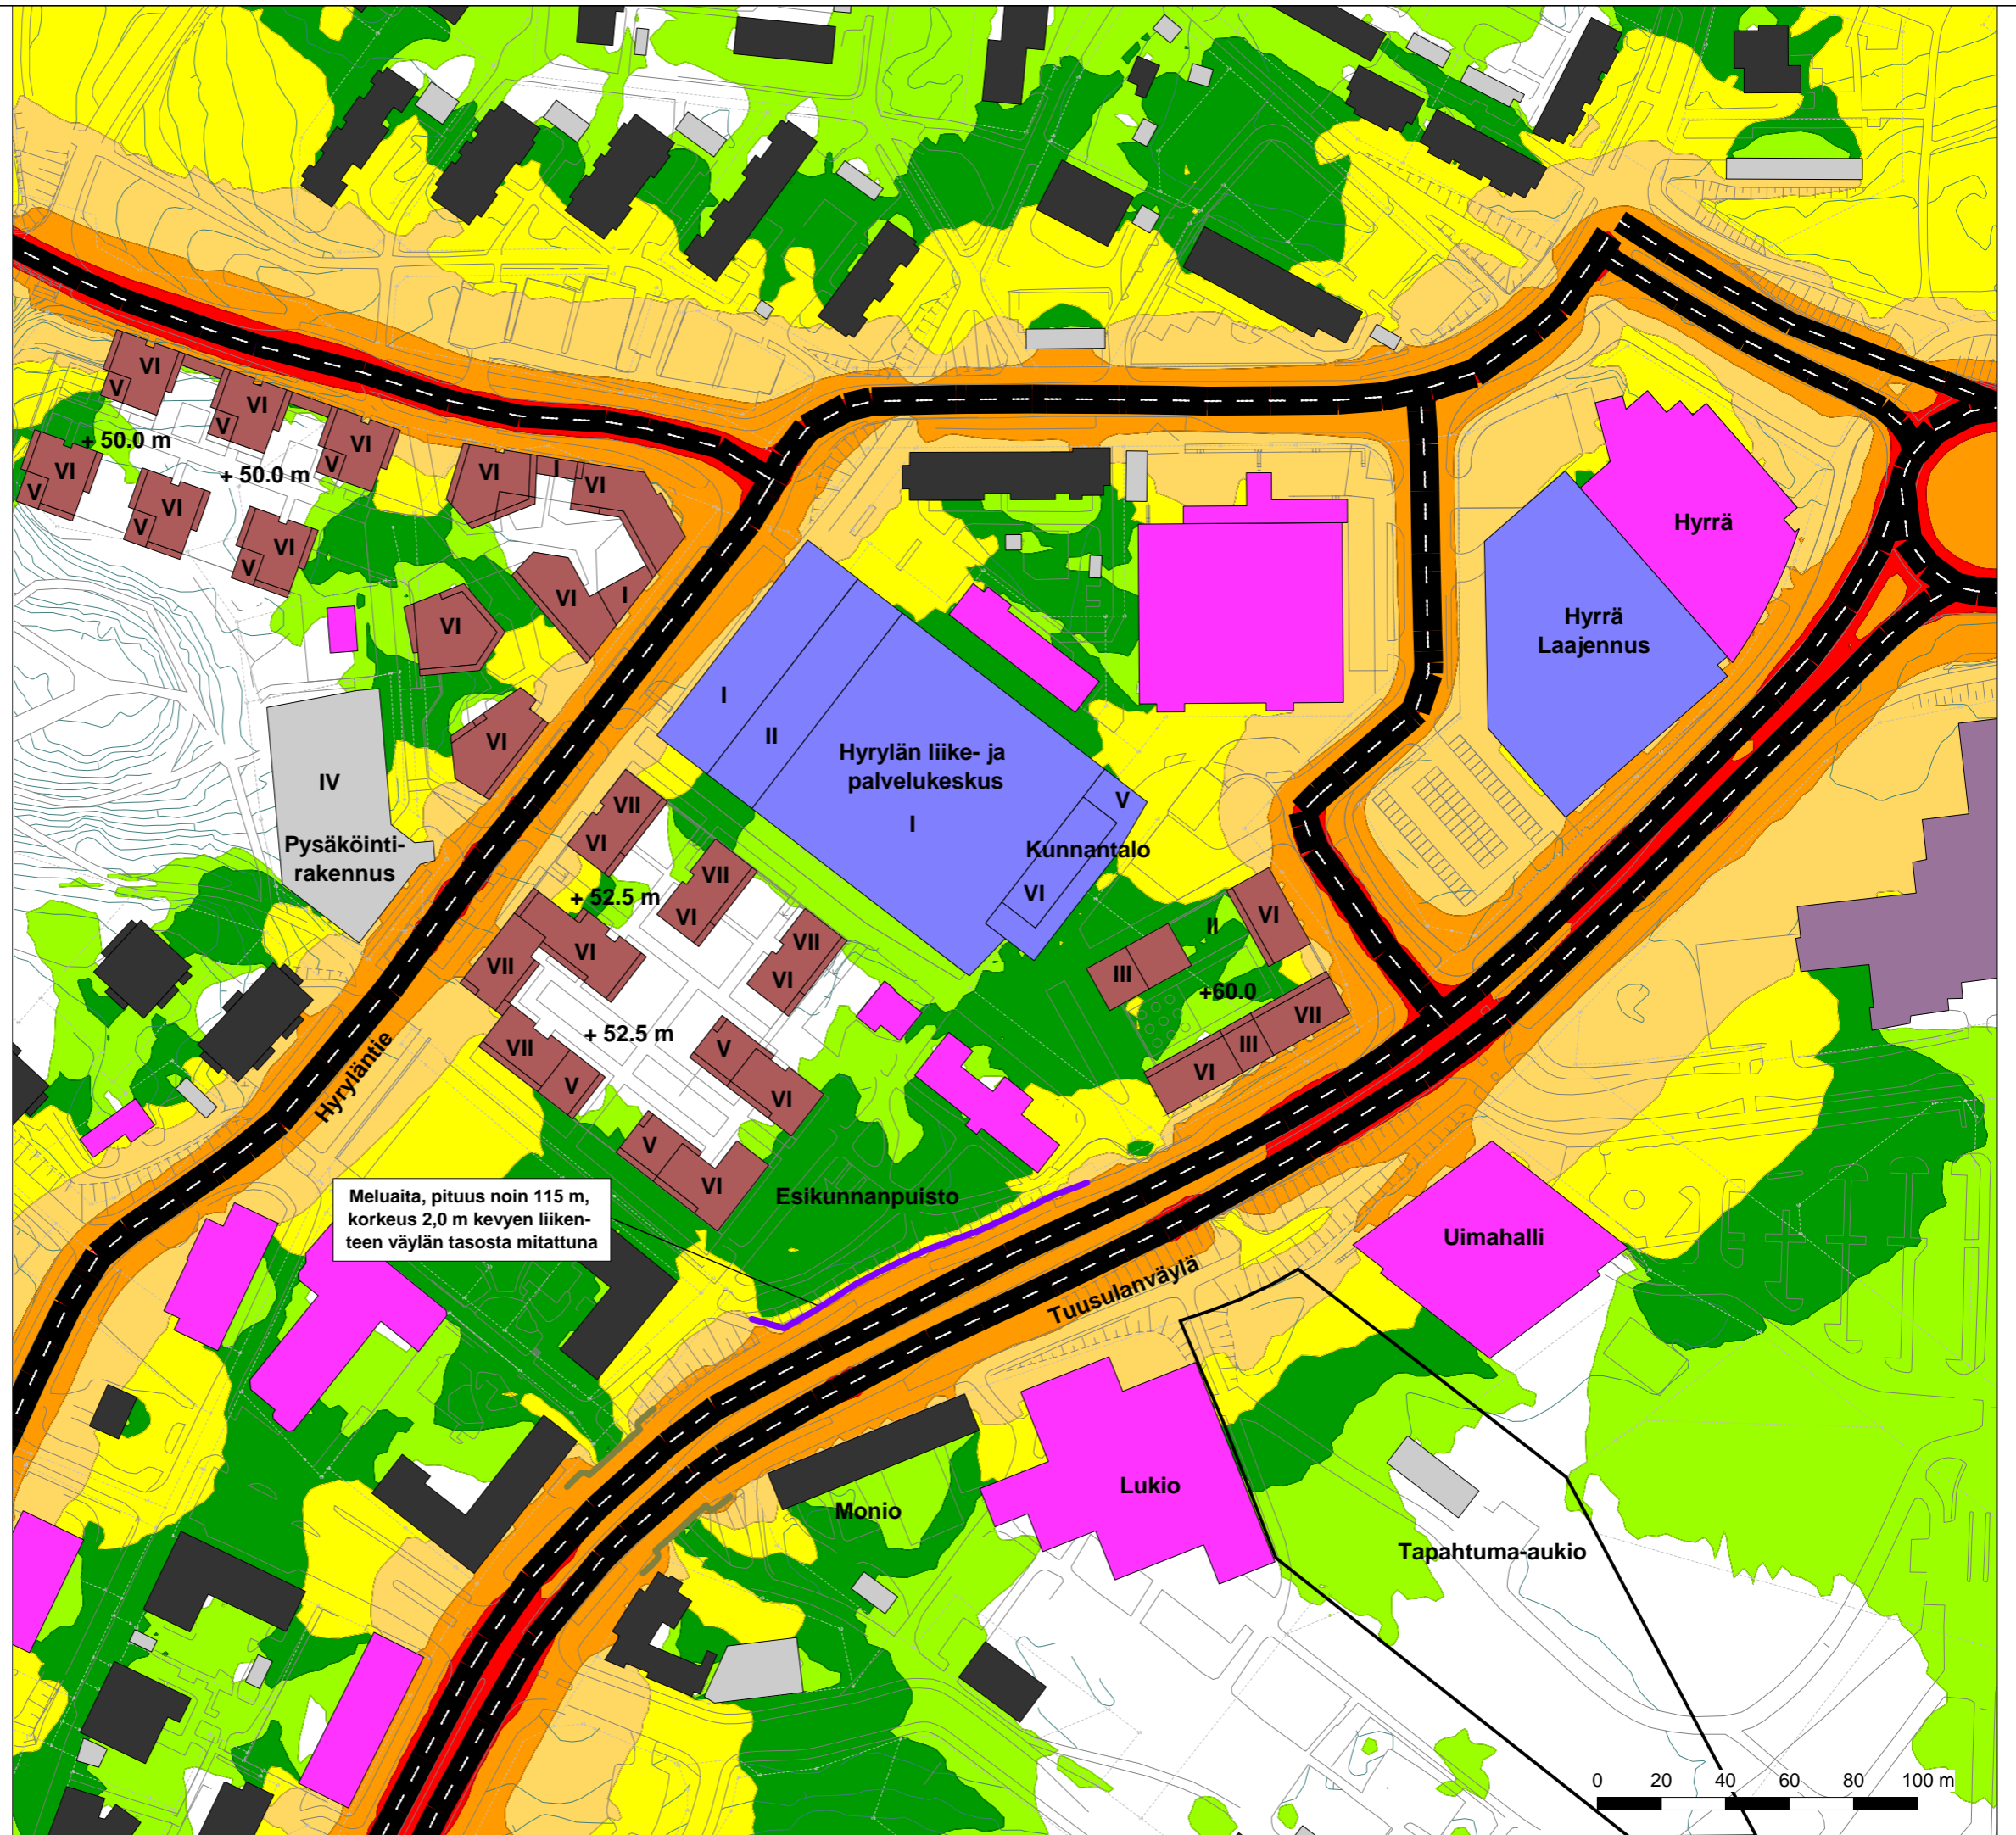 VI
V
VI
V
VI
V
+ 50.0 m
+ 50.0 m
VI
V
VI
V
VI
V
VI
I
VI
VI
I
VI
VI
IV
Pysäköinti-
rakennus
Hyrrä
Hyrrä
Laajennus
I
II
Hyrylän liike- ja
palvelukeskus
I
V
Kunnantalo
VI
VII
VI
+ 52.5 m
VII
VI
VII
VI
VII
VI
+ 52.5 m
VII
V
V
VI
V
VI
II
VI
III
+60.0
VII
III
VI
Hyryläntie
Meluaita, pituus noin 115 m,
korkeus 2,0 m kevyen liiken-
teen väylän tasosta mitattuna
Esikunnanpuisto
Tuusulanväylä
Uimahalli
Lukio
Monio
Tapahtuma-aukio
0 20 40 60 80 100 m